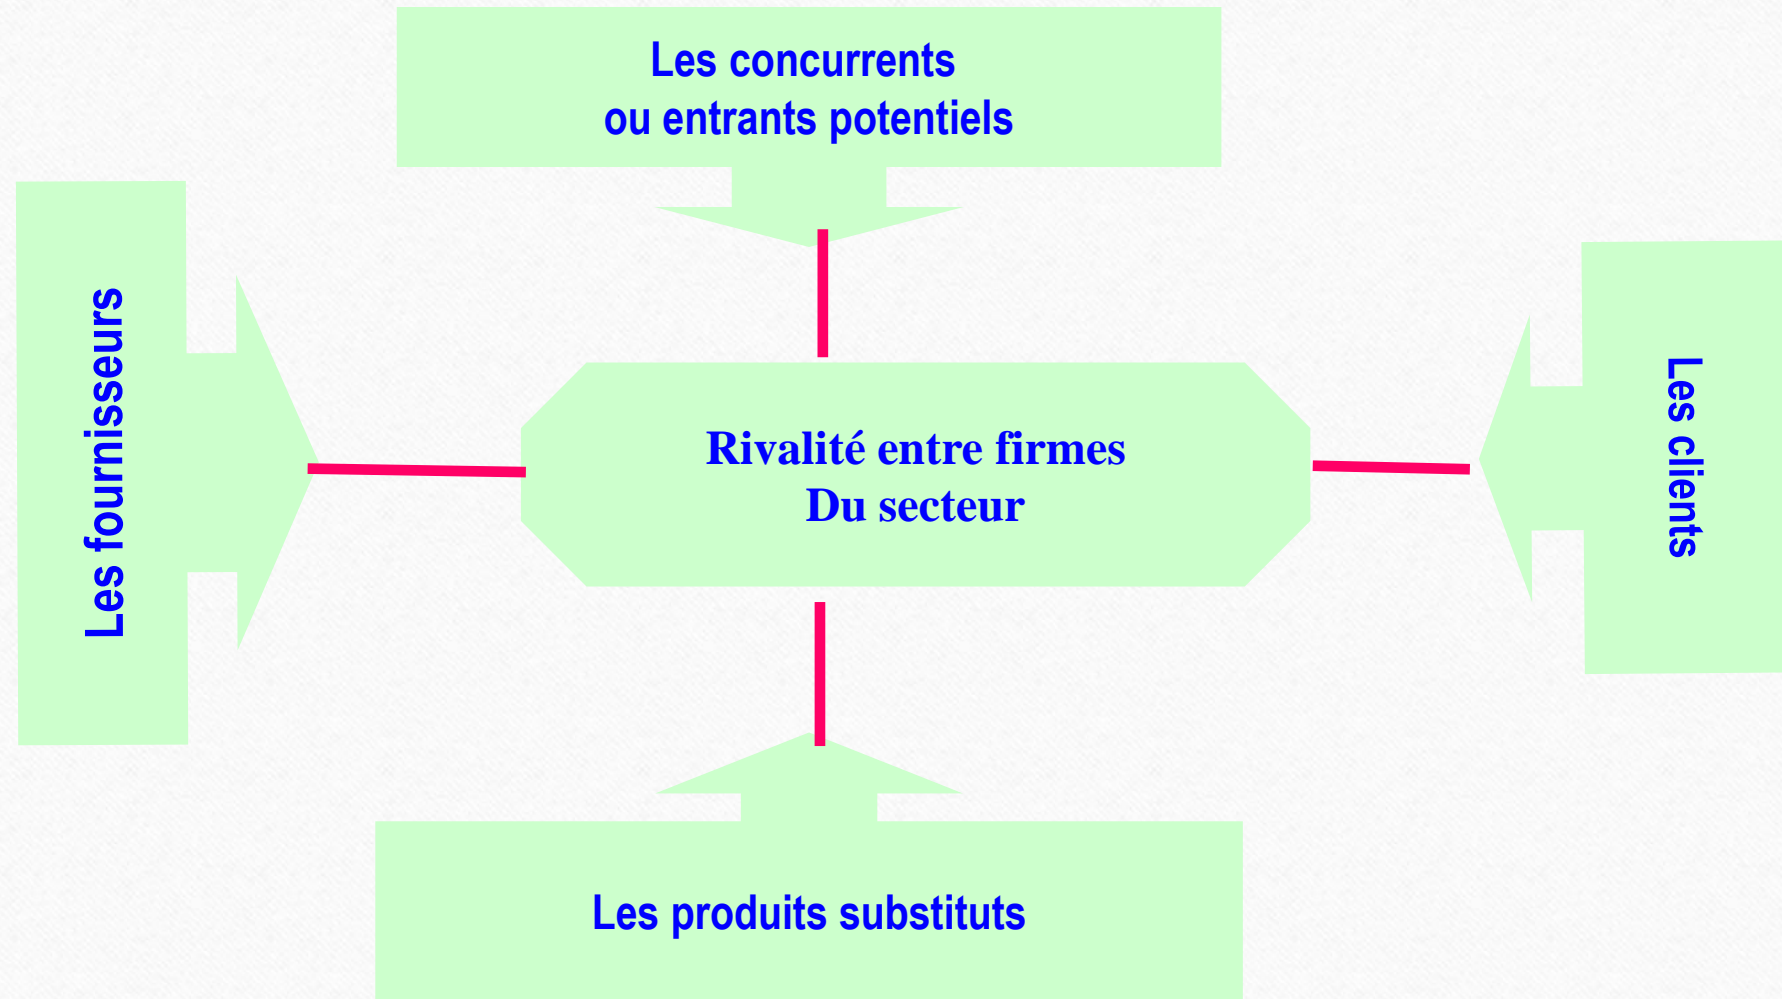 Les concurrents
ou entrants potentiels
Les fournisseurs
Rivalité entre firmes
Du secteur
Les clients
Les produits substituts